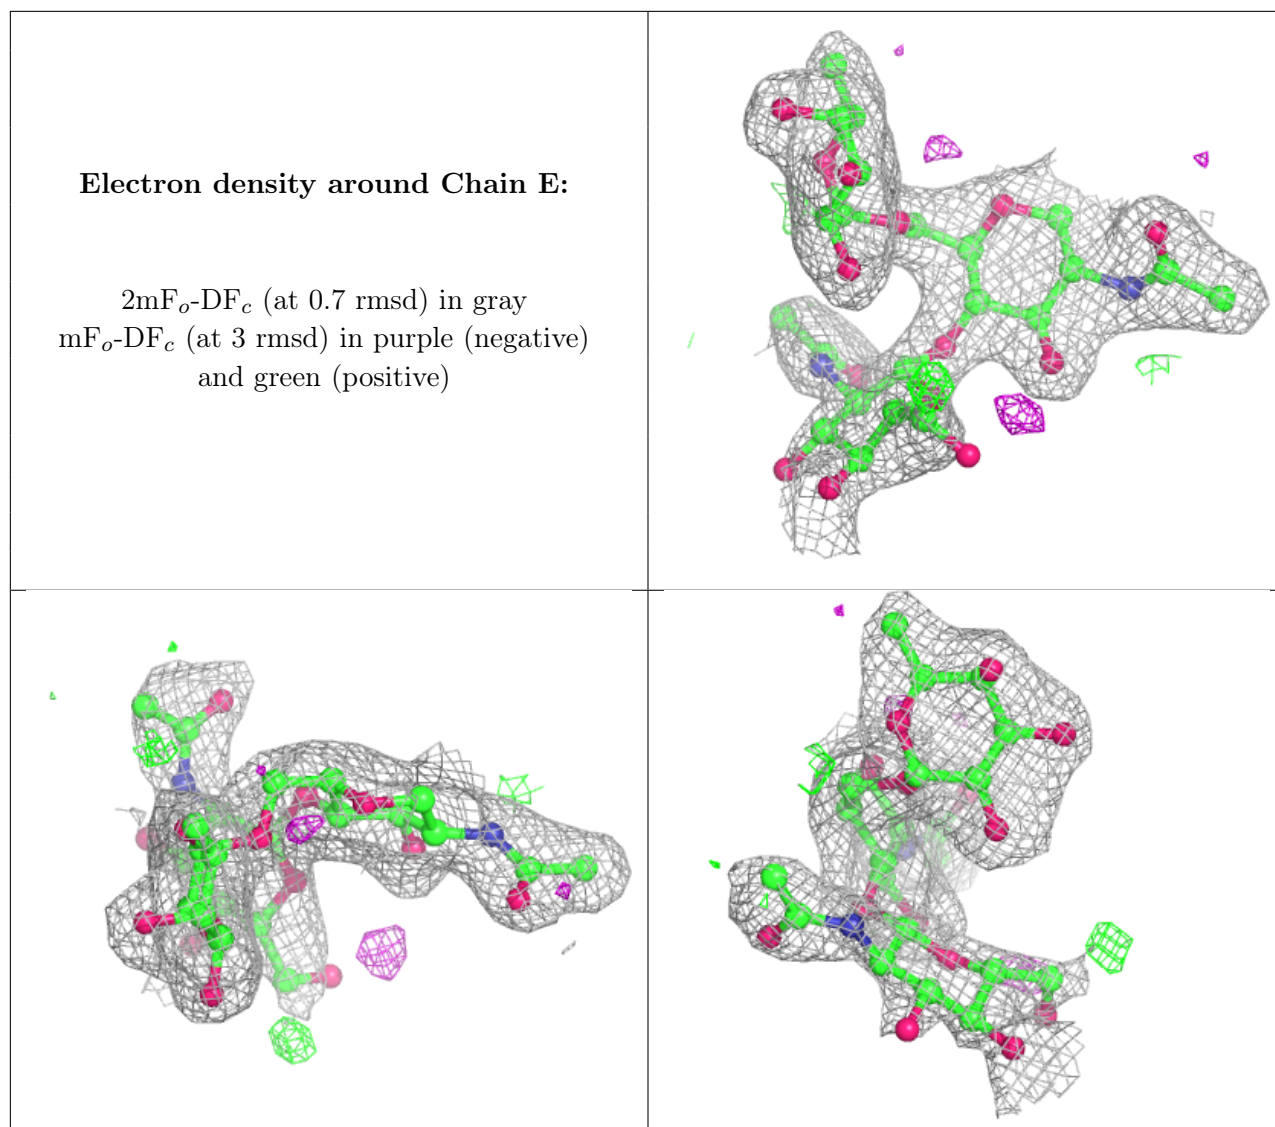 Electron density around Chain E:
2mFo-DFc (at 0.7 rmsd) in gray
mFo-DFc (at 3 rmsd) in purple (negative)
and green (positive)